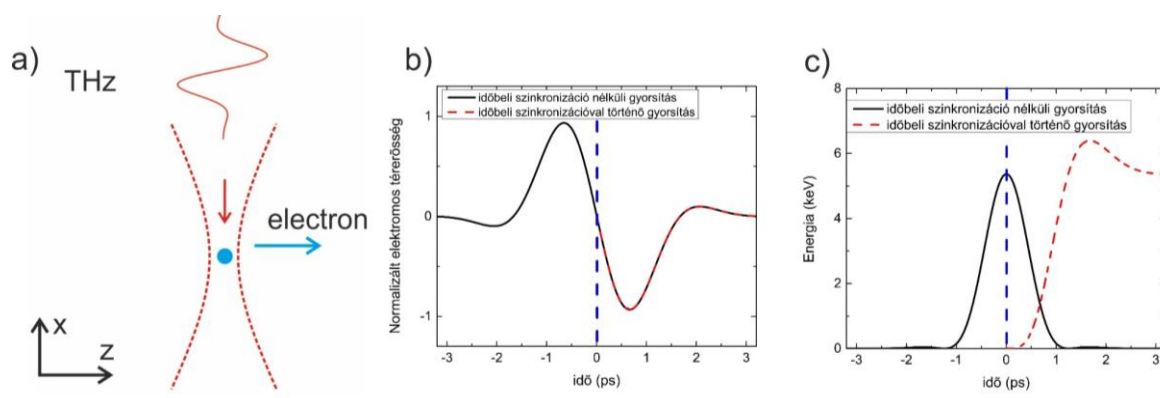 a)
THz
electron
x
z
b)
időbeli szinkronizáció nélküli gyorsítás
időbeli szinkronizációval történő gyorsítás
Normalizált elektromos térerősség
1
0
-1
-3 -2 -1 0 1 2 3
idő (ps)
c)
időbeli szinkronizáció nélküli gyorsítás
időbeli szinkronizációval történő gyorsítás
Energia (keV)
8
6
4
2
0
-3 -2 -1 0 1 2 3
idő (ps)